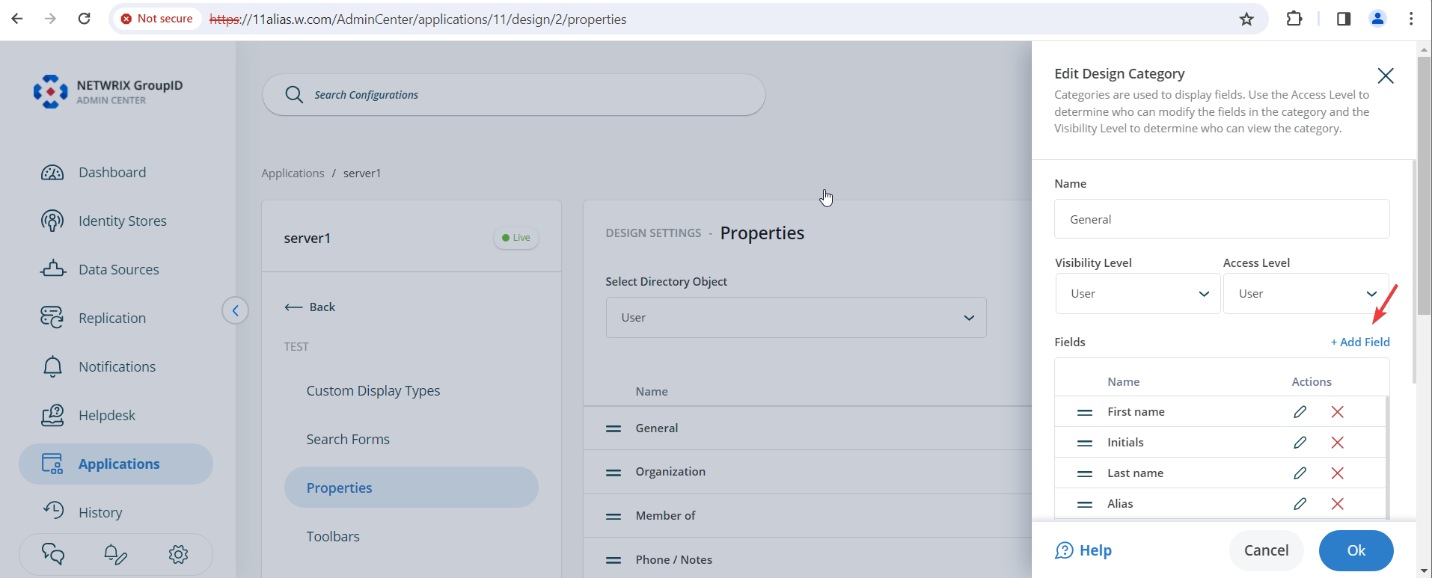 Not secure
https://11alias.w.com/AdminCenter/applications/11/design/2/properties
NETWRIX GroupID
ADMIN CENTER
Dashboard
Identity Stores
Data Sources
Replication
Notifications
Helpdesk
Applications
History
Search Configurations
Applications / server1
server1
Live
Back
TEST
Custom Display Types
Search Forms
Properties
Toolbars
DESIGN SETTINGS - Properties
Select Directory Object
User
Name
General
Organization
Member of
Phone / Notes
Edit Design Category
Categories are used to display fields. Use the Access Level to
determine who can modify the fields in the category and the
Visibility Level to determine who can view the category.
Name
General
Visibility Level Access Level
User User
Fields + Add Field
Name Actions
First name
Initials
Last name
Alias
Help Cancel Ok